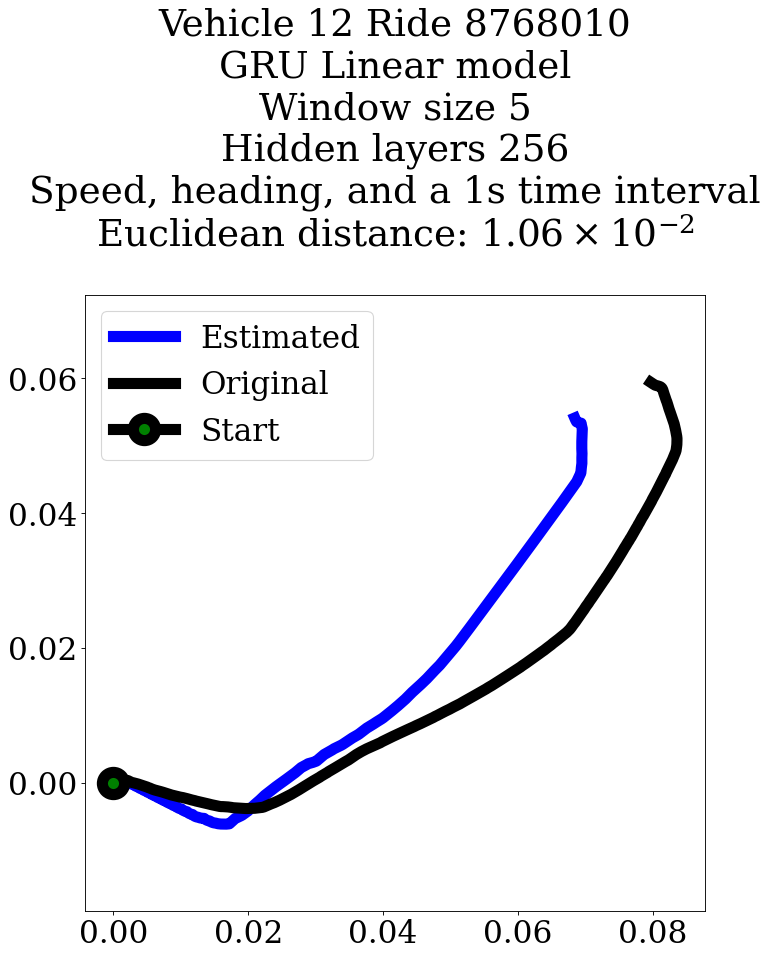 Vehicle 12 Ride 8768010
GRU Linear model
Window size 5
Hidden layers 256
Speed, heading, and a 1s time interval
Euclidean distance: 1.06 × 10⁻²
Estimated
Original
Start
0.06
0.04
0.02
0.00
0.00 0.02 0.04 0.06 0.08